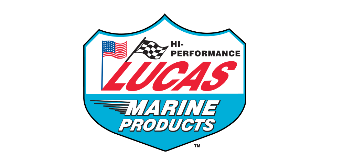 HI-
PERFORMANCE
LUCAS
MARINE
PRODUCTS
TM